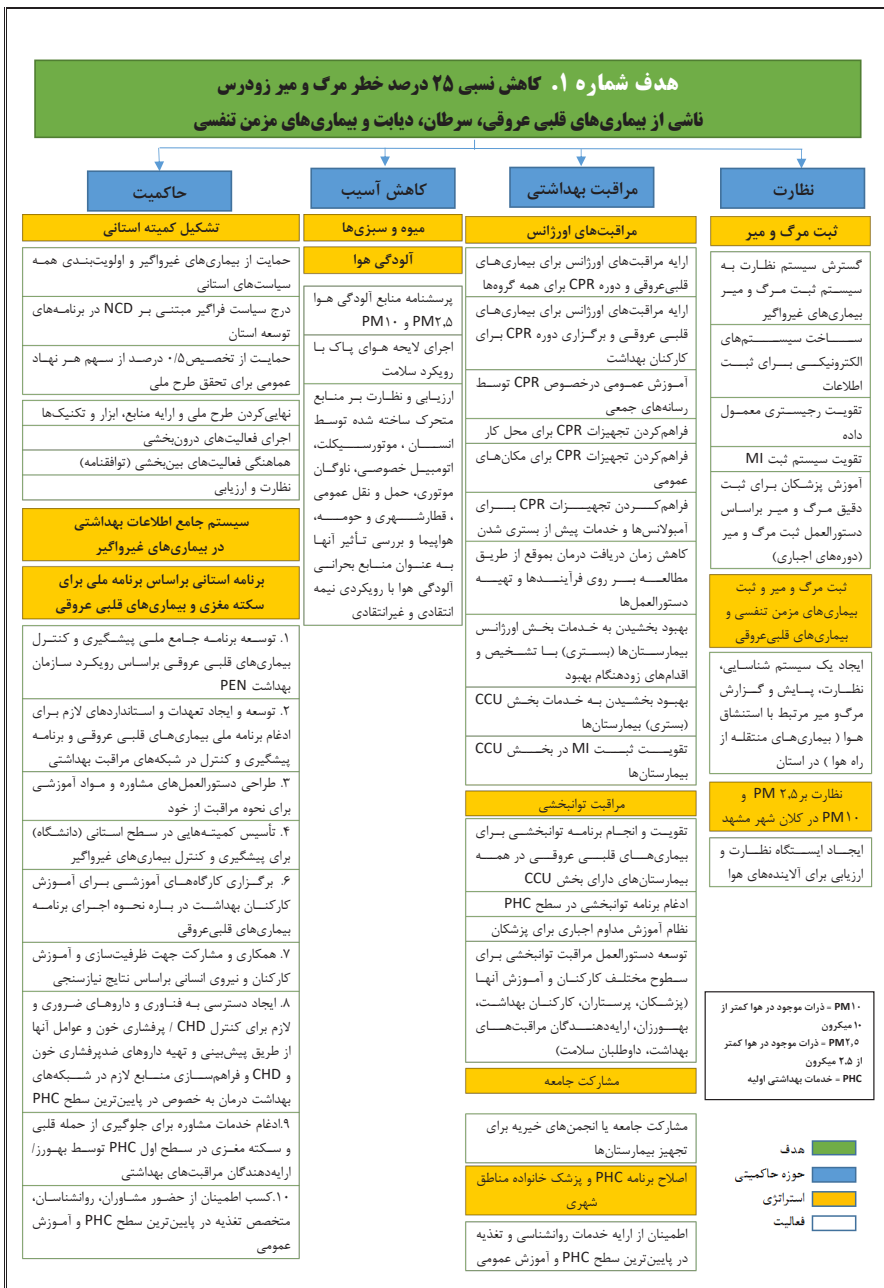 هدف شماره ۱. کاهش نسبی ۲۵ درصد خطر مرگ و میر زودرس
ناشی از بیماری‌های قلبی عروقی، سرطان، دیابت و بیماری‌های مزمن تنفسی
نظارت
ثبت مرگ و میر
گسترش سیستم نظارت به
سیستم ثبت مرگ و میر
بیماری‌های غیرواگیر
ساخت سیستم‌های
الکترونیکی برای ثبت
اطلاعات
تقویت رجیستری معمول
داده
تقویت سیستم ثبت MI
آموزش پزشکان برای ثبت
دقیق مرگ و میر براساس
دستورالعمل ثبت مرگ و میر
(دوره‌های اجباری)
ثبت مرگ و میر و ثبت
بیماری‌های مزمن تنفسی و
بیماری‌های قلبی‌عروقی
ایجاد یک سیستم شناسایی،
نظارت، پایش و گزارش
مرگ‌و میر مرتبط با استنشاق
هوا ( بیماری‌های منتقله از
راه هوا ) در استان
نظارت بر PM ۲٫۵ و
PM۱۰ در کلان شهر مشهد
ایجاد ایستگاه نظارت و
ارزیابی برای آلاینده‌های هوا
مراقبت بهداشتی
مراقبت‌های اورژانس
ارایه مراقبت‌های اورژانس برای بیماری‌های
قلبی‌عروقی و دوره CPR برای همه گروه‌ها
ارایه مراقبت‌های اورژانس برای بیماری‌های
قلبی عروقی و برگزاری دوره CPR برای
کارکنان بهداشت
آموزش عمومی درخصوص CPR توسط
رسانه‌های جمعی
فراهم‌کردن تجهیزات CPR برای محل کار
فراهم‌کردن تجهیزات CPR برای مکان‌های
عمومی
فراهم‌کردن تجهیزات CPR برای
آمبولانس‌ها و خدمات پیش از بستری شدن
کاهش زمان دریافت درمان بموقع از طریق
مطالعه بر روی فرآیندها و تهیه
دستورالعمل‌ها
بهبود بخشیدن به خدمات بخش اورژانس
بیمارستان‌ها (بستری) با تشخیص و
اقدام‌های زودهنگام بهبود
بهبود بخشیدن به خدمات بخش CCU
(بستری) بیمارستان‌ها
تقویت ثبت MI در بخش CCU
بیمارستان‌ها
مراقبت توانبخشی
تقویت و انجام برنامه توانبخشی برای
بیماری‌های قلبی عروقی در همه
بیمارستان‌های دارای بخش CCU
ادغام برنامه توانبخشی در سطح PHC
نظام آموزش مداوم اجباری برای پزشکان
توسعه دستورالعمل مراقبت توانبخشی برای
سطوح مختلف کارکنان و آموزش آنها
(پزشکان، پرستاران، کارکنان بهداشت،
بهورزان، ارایه‌دهندگان مراقبت‌های
بهداشت، داوطلبان سلامت)
مشارکت جامعه
مشارکت جامعه یا انجمن‌های خیریه برای
تجهیز بیمارستان‌ها
اصلاح برنامه PHC و پزشک خانواده مناطق
شهری
اطمینان از ارایه خدمات روانشناسی و تغذیه
در پایین‌ترین سطح PHC و آموزش عمومی
کاهش آسیب
میوه و سبزی‌ها
آلودگی هوا
پرسشنامه منابع آلودگی هوا
PM۲٫۵ و PM۱۰
اجرای لایحه هوای پاک با
رویکرد سلامت
ارزیابی و نظارت بر منابع
متحرک ساخته شده توسط
انسان ، موتورسیکلت،
اتومبیل خصوصی، ناوگان
موتوری، حمل و نقل عمومی
، قطارشهری و حومه،
هواپیما و بررسی تأثیر آنها
به عنوان منابع بحرانی
آلودگی هوا با رویکردی نیمه
انتقادی و غیرانتقادی
حاکمیت
تشکیل کمیته استانی
حمایت از بیماری‌های غیرواگیر و اولویت‌بندی همه
سیاست‌های استانی
درج سیاست فراگیر مبتنی بر NCD در برنامه‌های
توسعه استان
حمایت از تخصیص۰/۵ درصد از سهم هر نهاد
عمومی برای تحقق طرح ملی
نهایی‌کردن طرح ملی و ارایه منابع، ابزار و تکنیک‌ها
اجرای فعالیت‌های درون‌بخشی
هماهنگی فعالیت‌های بین‌بخشی (توافقنامه)
نظارت و ارزیابی
سیستم جامع اطلاعات بهداشتی
در بیماری‌های غیرواگیر
برنامه استانی براساس برنامه ملی برای
سکته مغزی و بیماری‌های قلبی عروقی
۱. توسعه برنامه جامع ملی پیشگیری و کنترل
بیماری‌های قلبی عروقی براساس رویکرد سازمان
بهداشت PEN
۲. توسعه و ایجاد تعهدات و استانداردهای لازم برای
ادغام برنامه ملی بیماری‌های قلبی عروقی و برنامه
پیشگیری و کنترل در شبکه‌های مراقبت بهداشتی
۳. طراحی دستورالعمل‌های مشاوره و مواد آموزشی
برای نحوه مراقبت از خود
۴. تأسیس کمیته‌هایی در سطح استانی (دانشگاه)
برای پیشگیری و کنترل بیماری‌های غیرواگیر
۶. برگزاری کارگاه‌های آموزشی برای آموزش
کارکنان بهداشت در باره نحوه اجرای برنامه
بیماری‌های قلبی‌عروقی
۷. همکاری و مشارکت جهت ظرفیت‌سازی و آموزش
کارکنان و نیروی انسانی براساس نتایج نیازسنجی
۸. ایجاد دسترسی به فناوری و داروهای ضروری و
لازم برای کنترل CHD / پرفشاری خون و عوامل آنها
از طریق پیش‌بینی و تهیه داروهای ضدپرفشاری خون
و CHD و فراهم‌سازی منابع لازم در شبکه‌های
بهداشت درمان به خصوص در پایین‌ترین سطح PHC
۹.ادغام خدمات مشاوره برای جلوگیری از حمله قلبی
و سکته مغزی در سطح اول PHC توسط بهورز/
ارایه‌دهندگان مراقبت‌های بهداشتی
۱۰.کسب اطمینان از حضور مشاوران، روانشناسان،
متخصص تغذیه در پایین‌ترین سطح PHC و آموزش
عمومی
PM۱۰ = ذرات موجود در هوا کمتر از
۱۰ میکرون
PM۲٫۵ = ذرات موجود در هوا کمتر
از ۲.۵ میکرون
PHC = خدمات بهداشتی اولیه
هدف
حوزه حاکمیتی
استراتژی
فعالیت